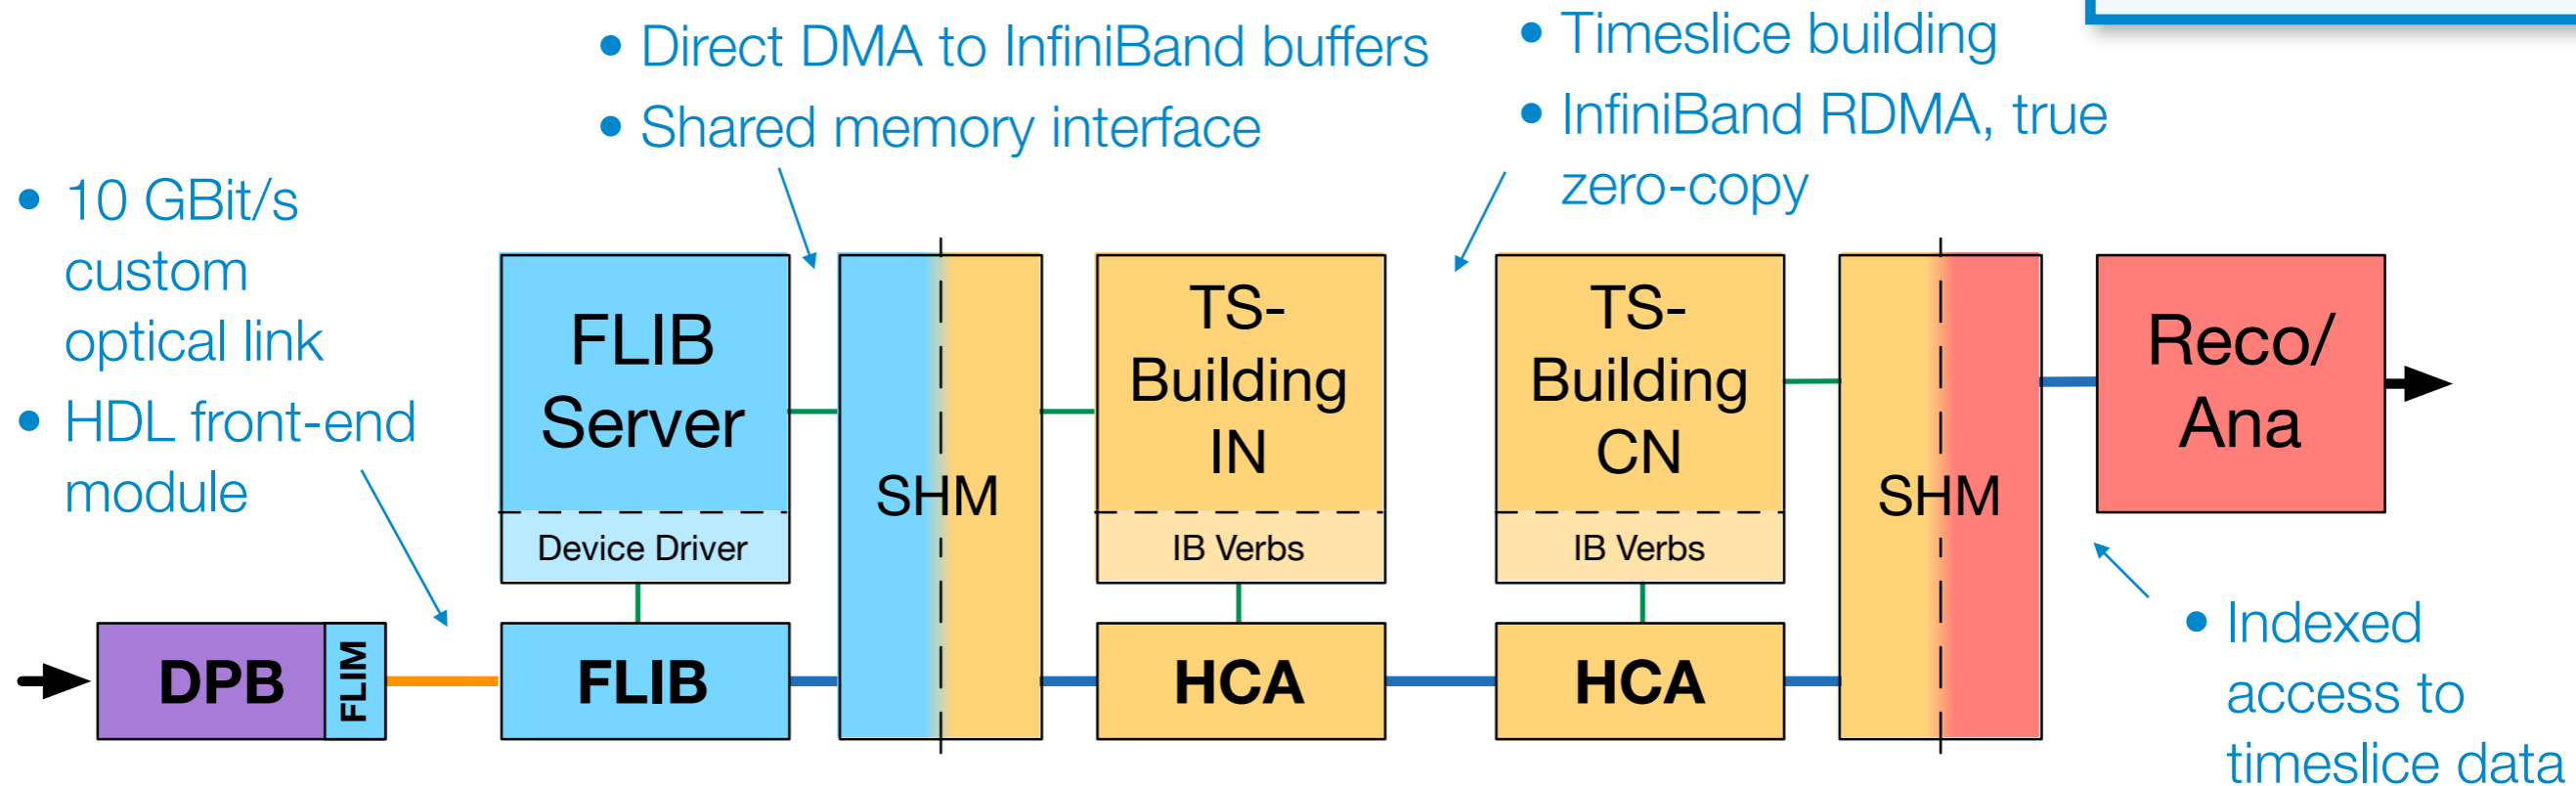 • Direct DMA to InfiniBand buffers
• Shared memory interface
• Timeslice building
• InfiniBand RDMA, true
zero-copy
• 10 GBit/s
custom
optical link
• HDL front-end
module
FLIB
Server
Device Driver
SHM
TS-
Building
IN
IB Verbs
TS-
Building
CN
IB Verbs
SHM
Reco/
Ana
DPB
FLIM
FLIB
HCA
HCA
• Indexed
access to
timeslice data